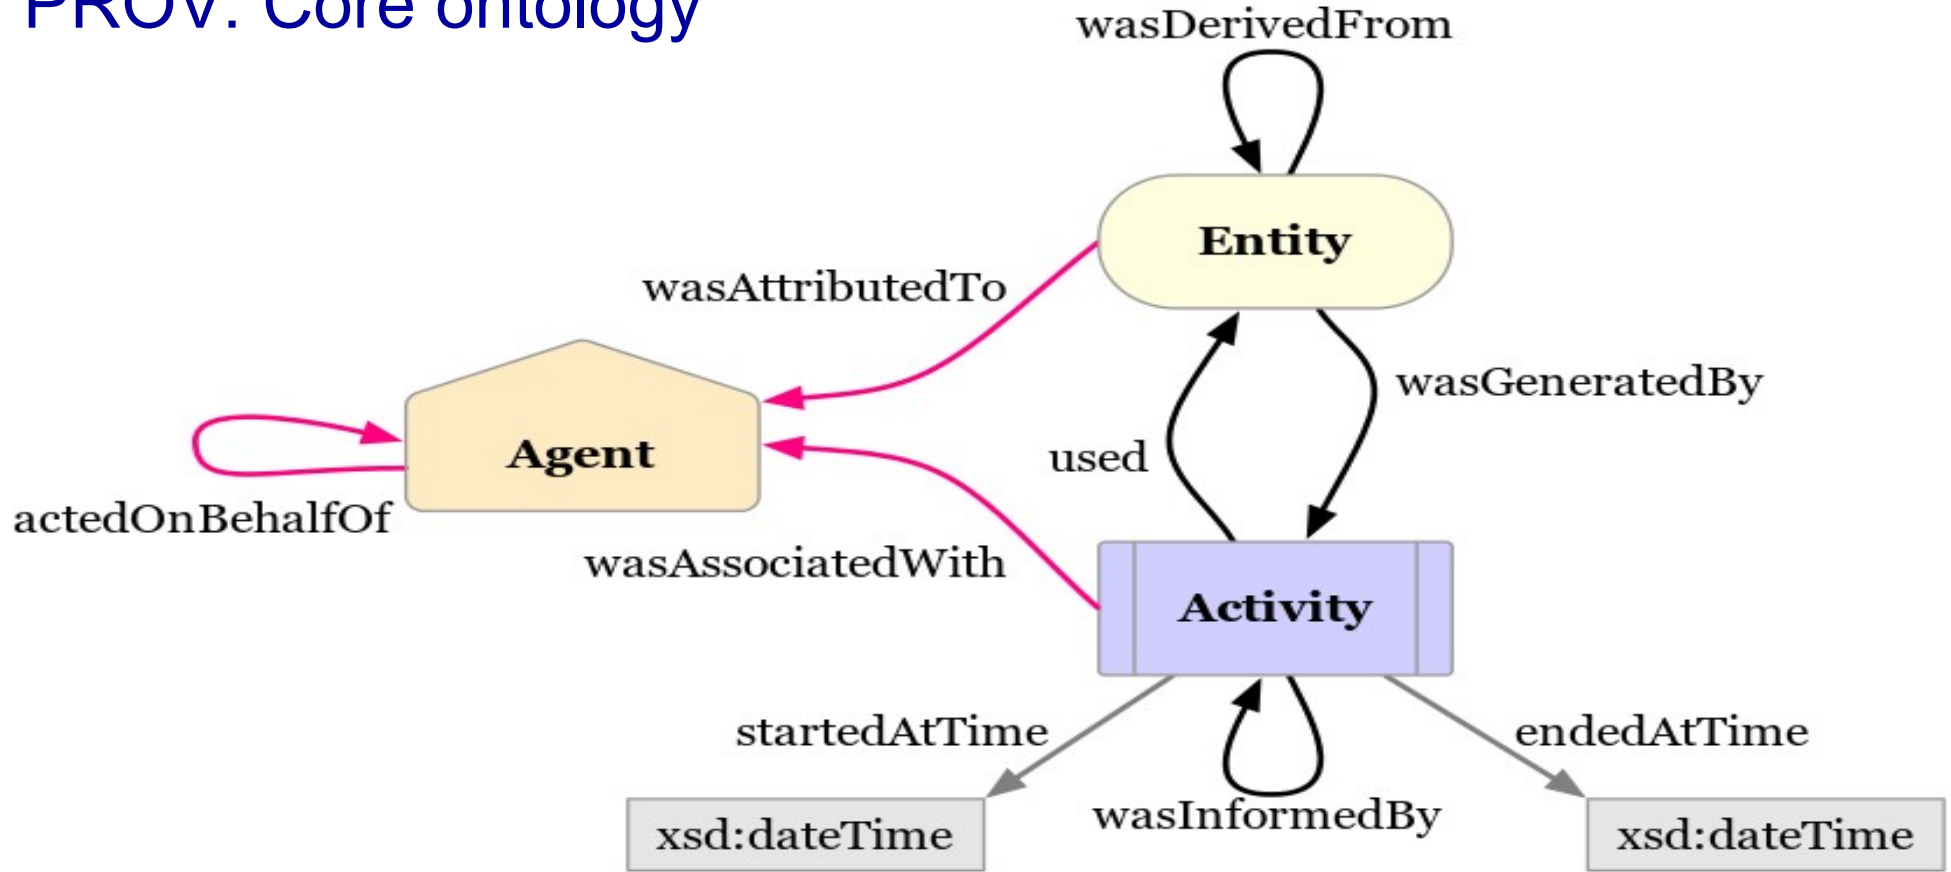 PROV: Core ontology
wasDerivedFrom
Entity
wasAttributedTo
wasGeneratedBy
used
Agent
actedOnBehalfOf
wasAssociatedWith
Activity
startedAtTime
endedAtTime
wasInformedBy
xsd:dateTime
xsd:dateTime